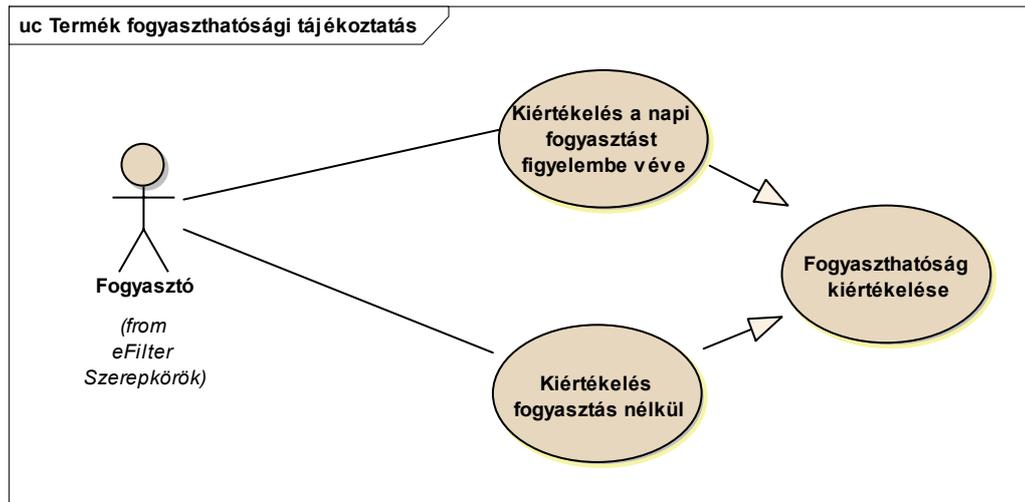 uc Termék fogyaszthatósági tájékoztatás
Kiértékelés a napi
fogyasztást
figyelembe véve
Fogyasztó
(from
eFilter
Szerepkörök)
Fogyaszthatóság
kiértékelése
Kiértékelés
fogyasztás nélkül